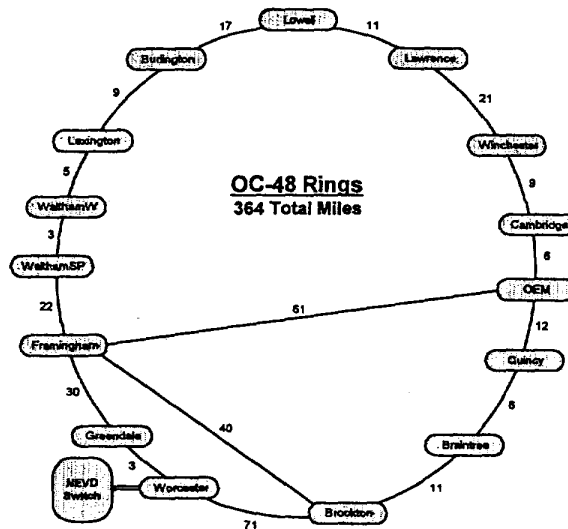 17
Lowell
11
Burlington
Lawrence
9
21
Lexington
Winchester
5
OC-48 Rings
364 Total Miles
9
WalthamW
Cambridge
3
6
WalthamSP
OEM
22
51
12
Framingham
Quincy
30
40
6
Greendale
Braintree
3
11
NEVD
Switch
Worcester
Brockton
71